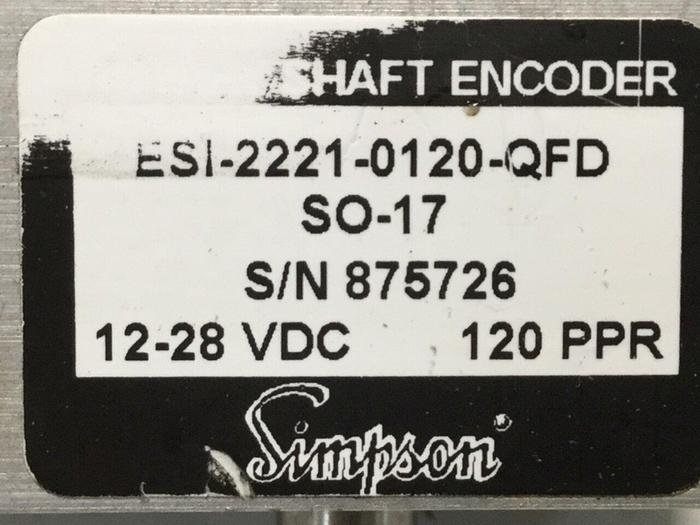 SHAFT ENCODER
ESI-2221-0120-QFD
SO-17
S/N 875726
12-28 VDC 120 PPR
Simpson